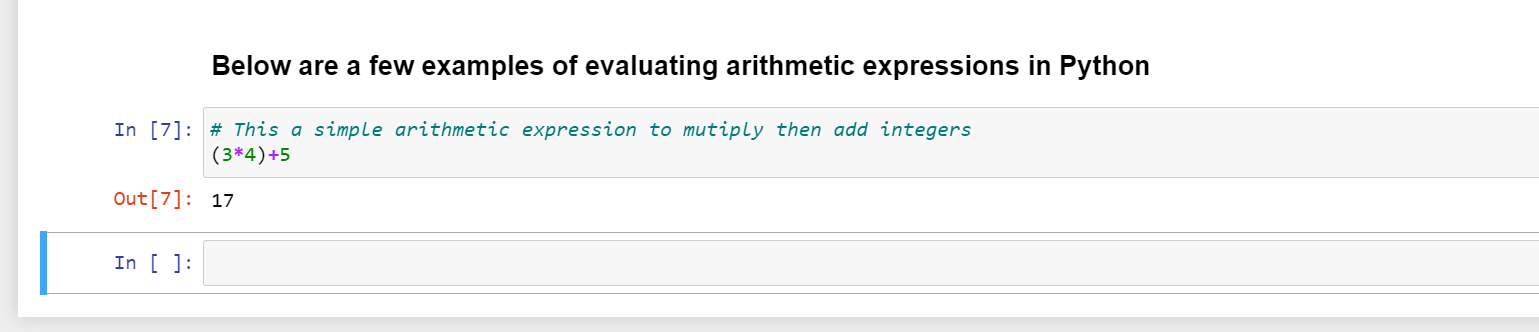 Below are a few examples of evaluating arithmetic expressions in Python
In [7]: # This a simple arithmetic expression to mutiply then add integers
(3*4)+5
Out[7]: 17
In [ ]: